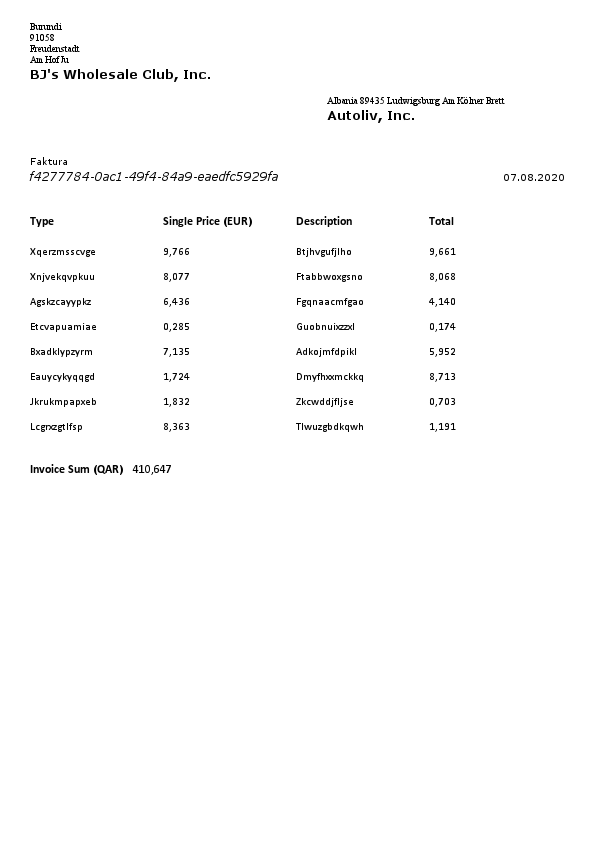 Burundi
91058
Freudenstadt
Am Hof Ju
BJ's Wholesale Club, Inc.
Albania 89435 Ludwigsburg Am Kölner Brett
Autoliv, Inc.
Faktura
f4277784-0ac1-49f4-84a9-eaedfc5929fa 07.08.2020
Type Single Price (EUR) Description Total
Xqerzmsscvge 9,766 Btjhvgufjlho 9,661
Xnjvekqvpkuu 8,077 Ftabbwoxgsno 8,068
Agskzcayypkz 6,436 Fgqnaacmfgao 4,140
Etcvapuamiae 0,285 Guobnuixzzxl 0,174
Bxadklypzyrm 7,135 Adkojmfdpikl 5,952
Eauycykyqqgd 1,724 Dmyfhxxmckkq 8,713
Jkrukmpapxeb 1,832 Zkcwddjfljse 0,703
Lcgrxzgtlfsp 8,363 Tlwuzgbdkqwh 1,191
Invoice Sum (QAR) 410,647